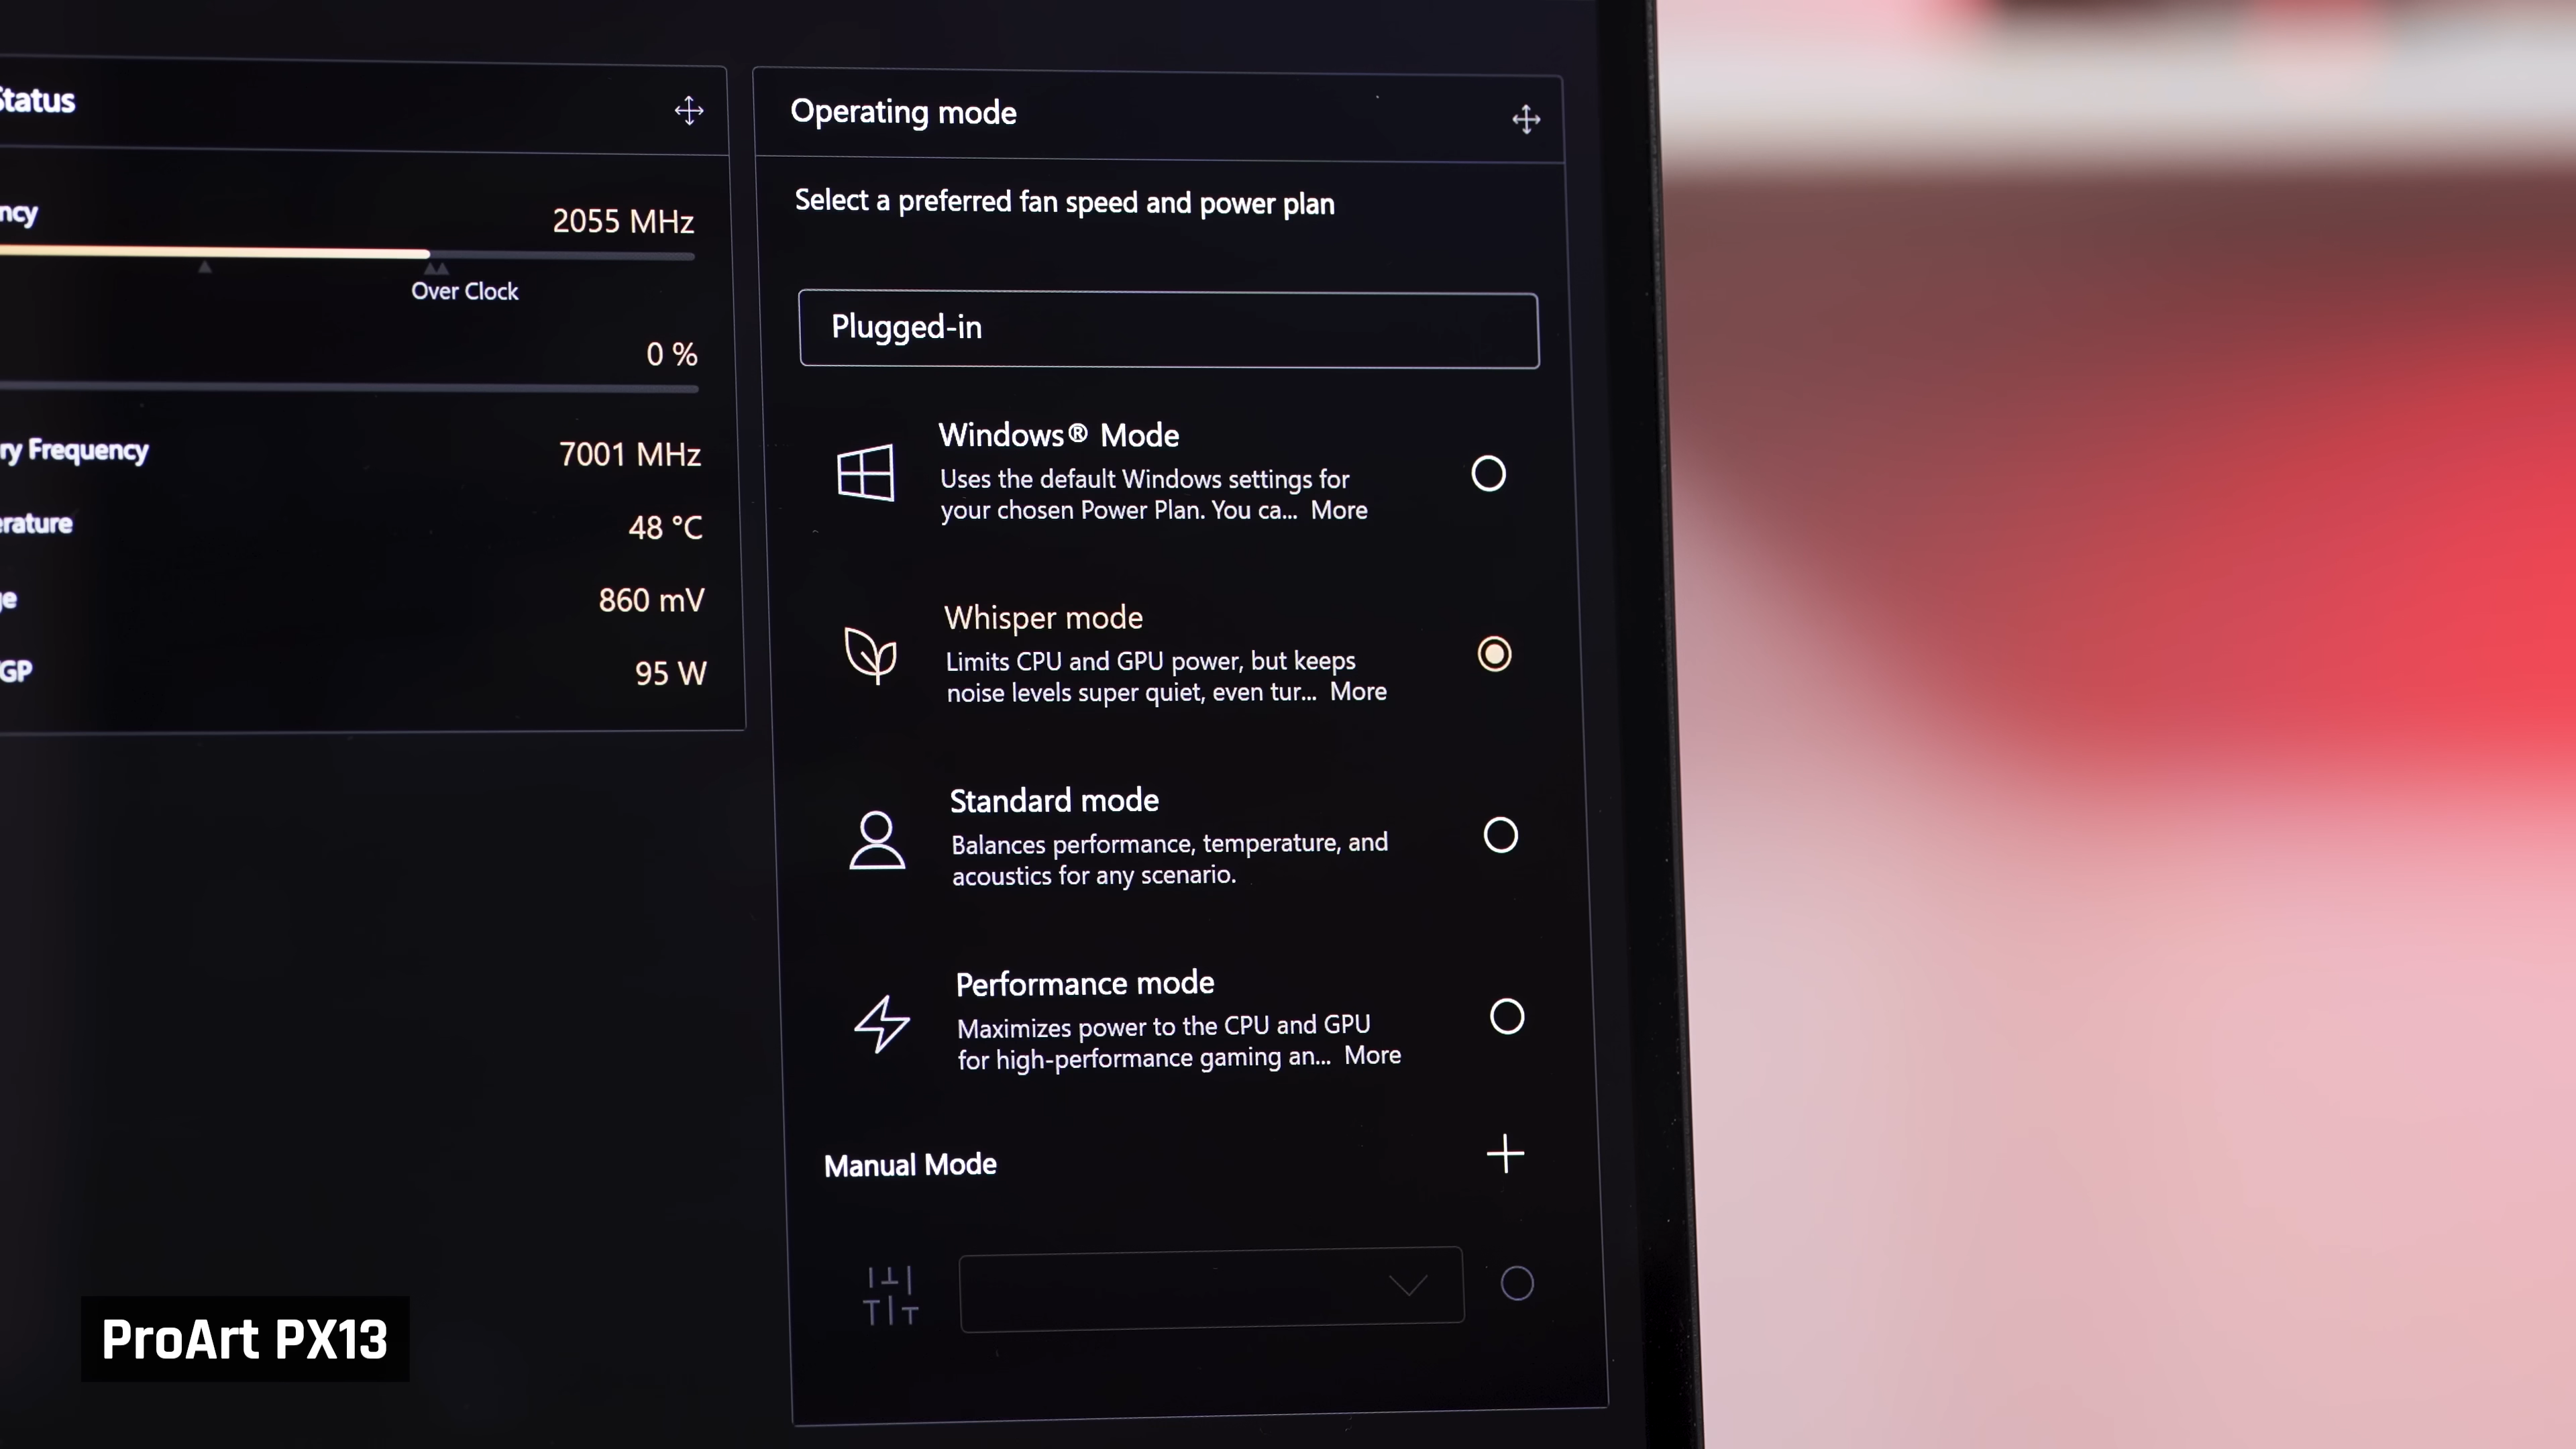 Status
ncy
2055 MHz
Over Clock
0 %
ry Frequency
7001 MHz
erature
48 °C
ge
860 mV
GP
95 W
Operating mode
Select a preferred fan speed and power plan
Plugged-in
Windows® Mode
Uses the default Windows settings for
your chosen Power Plan. You ca... More
Whisper mode
Limits CPU and GPU power, but keeps
noise levels super quiet, even tur... More
Standard mode
Balances performance, temperature, and
acoustics for any scenario.
Performance mode
Maximizes power to the CPU and GPU
for high-performance gaming an... More
Manual Mode
ProArt PX13